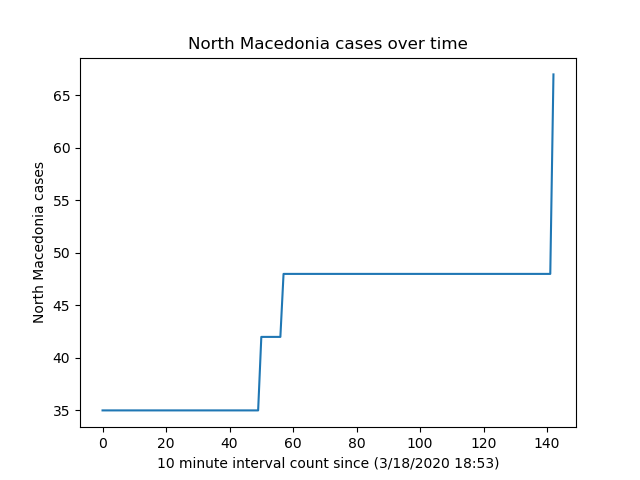 North Macedonia cases over time
65
60
55
50
45
40
35
North Macedonia cases
0 20 40 60 80 100 120 140
10 minute interval count since (3/18/2020 18:53)